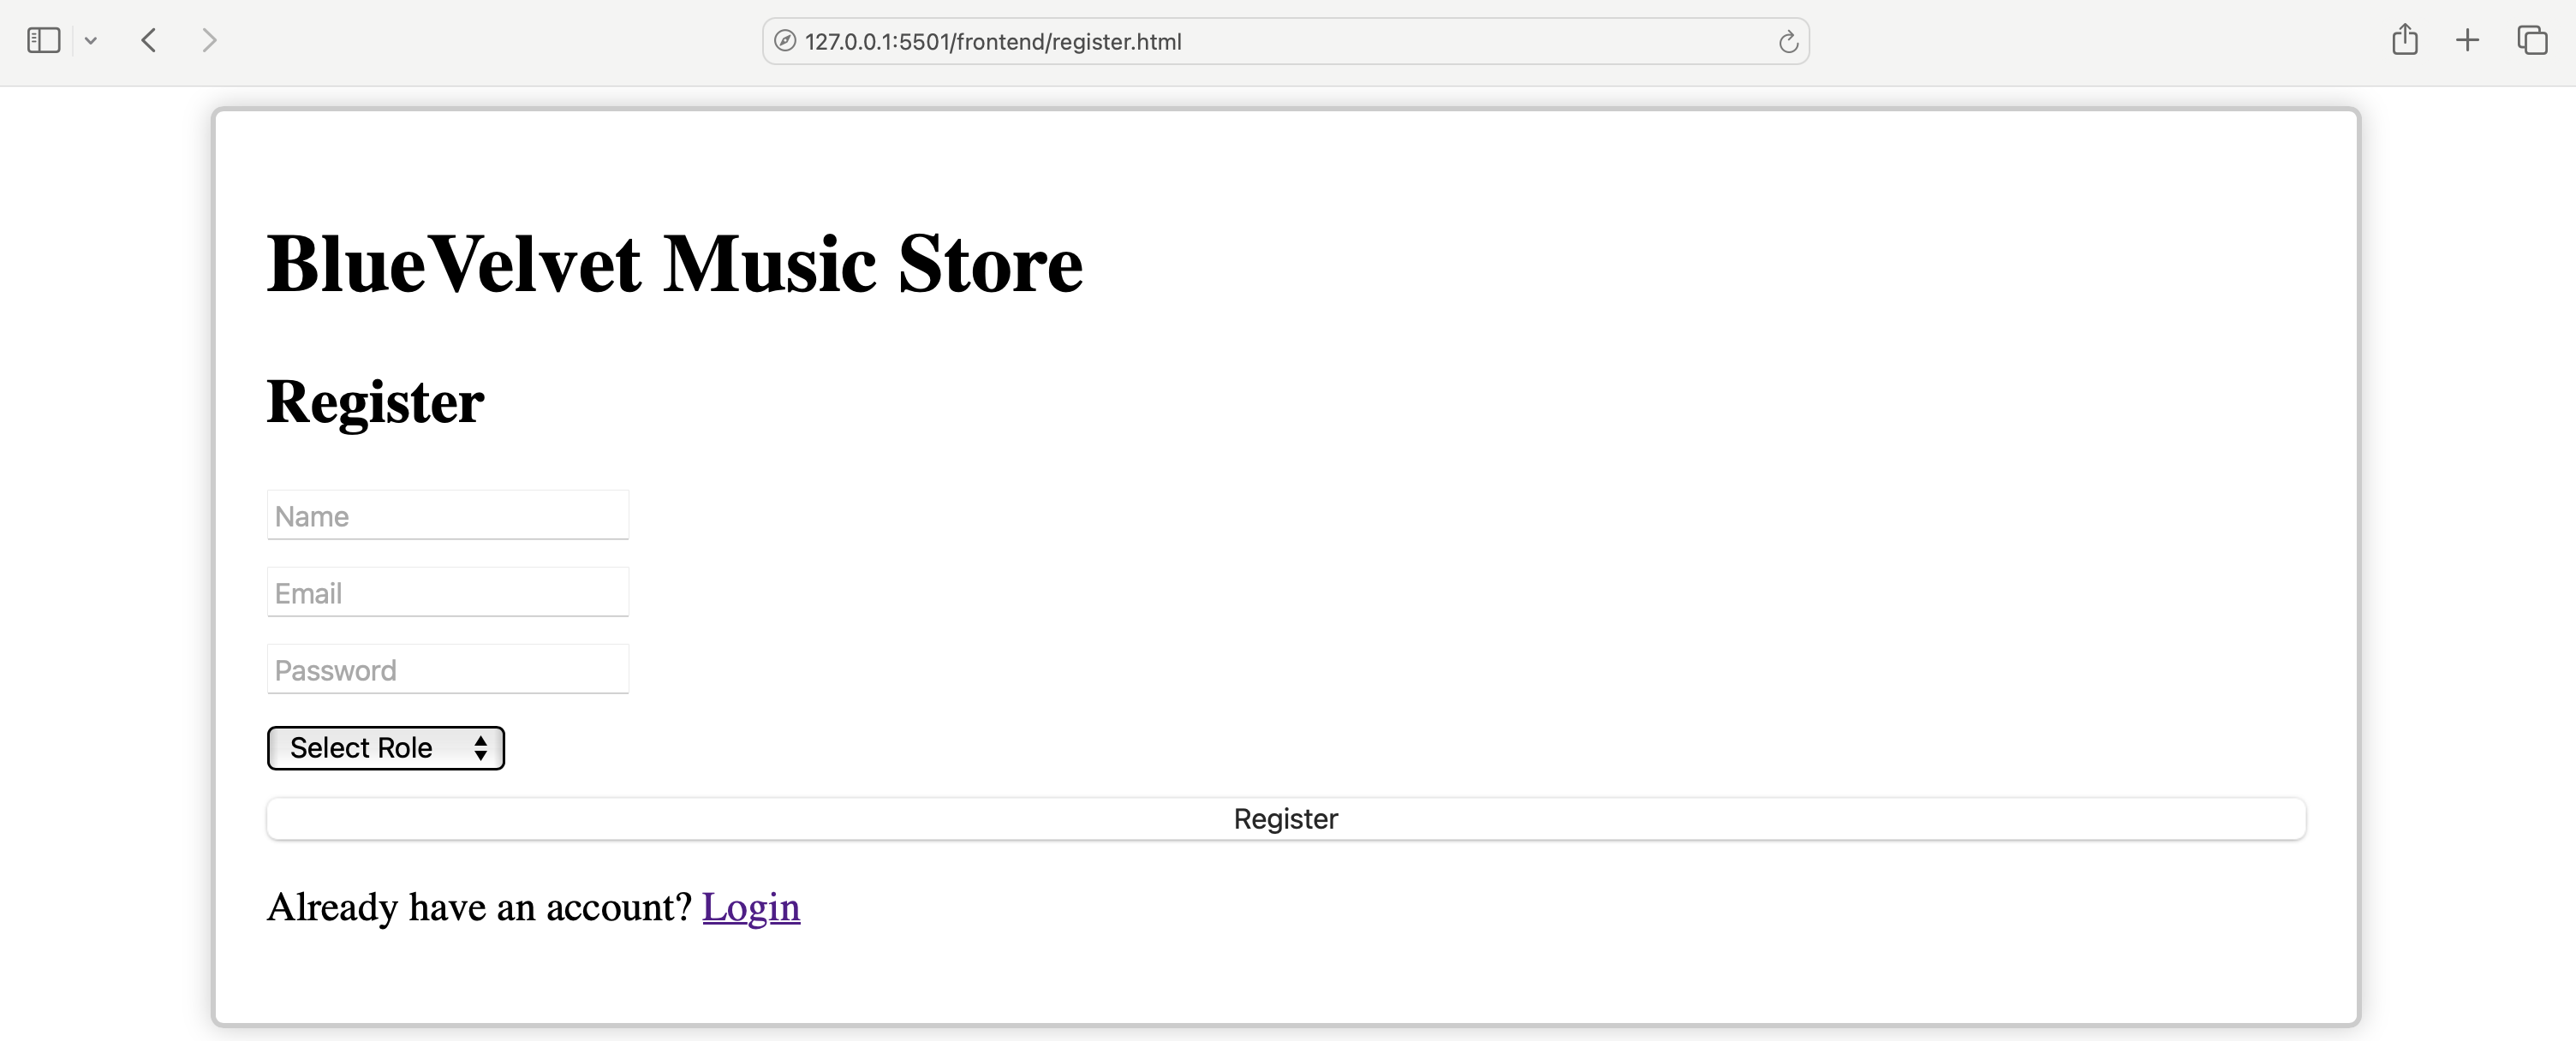 127.0.0.1:5501/frontend/register.html
BlueVelvet Music Store
Register
Name
Email
Password
Select Role
Register
Already have an account? Login